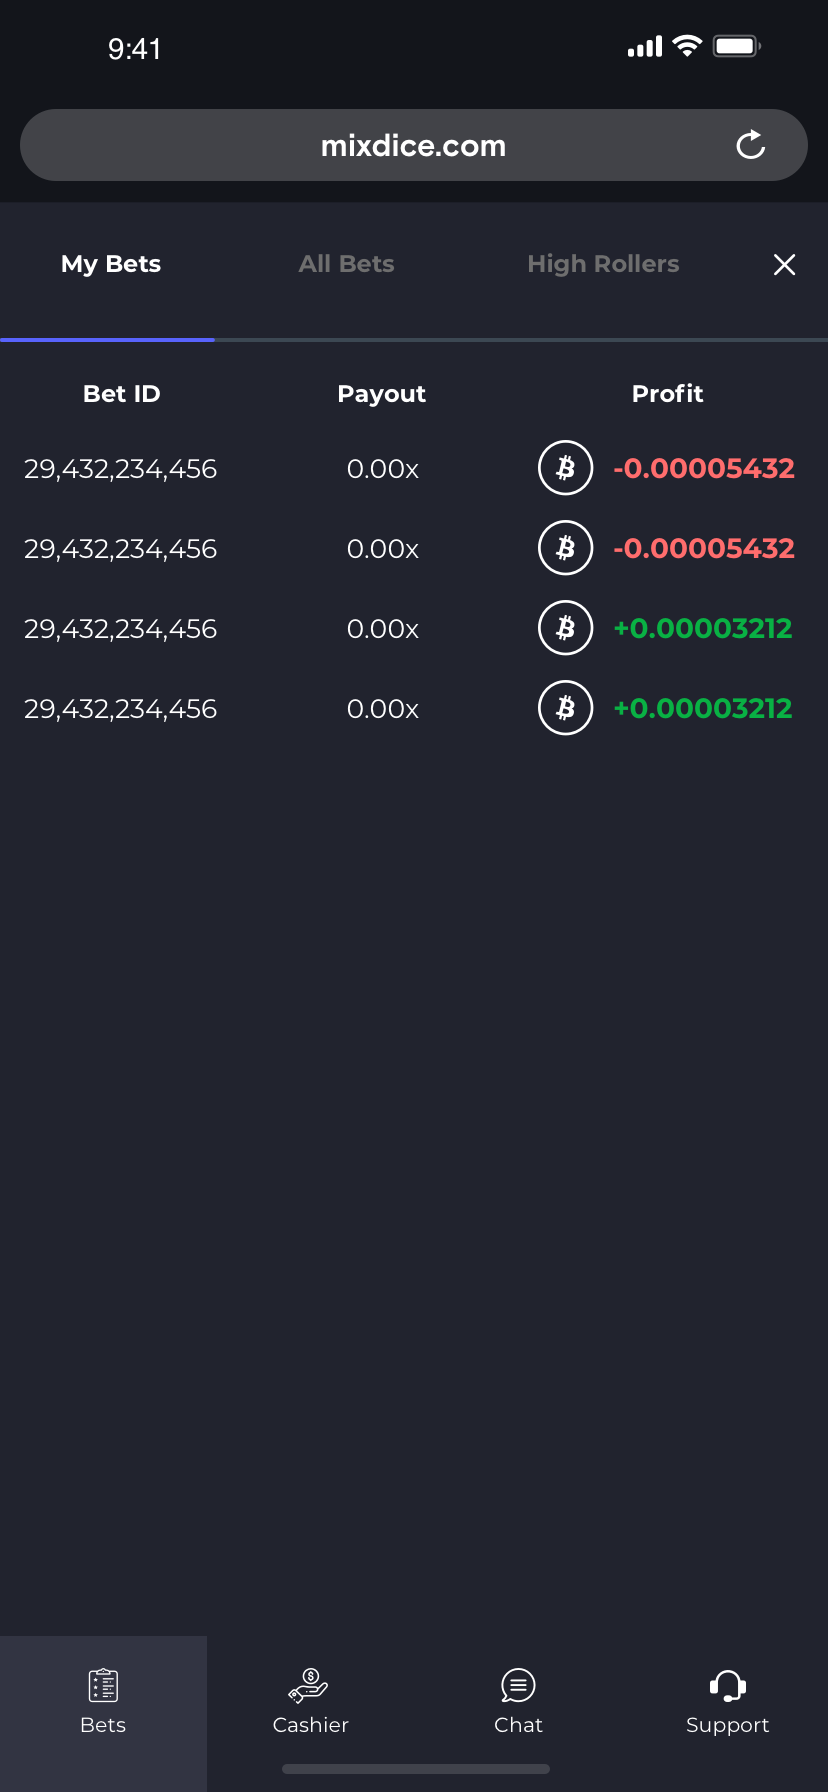 9:41
mixdice.com
My Bets All Bets High Rollers
Bet ID Payout Profit
29,432,234,456 0.00x -0.00005432
29,432,234,456 0.00x -0.00005432
29,432,234,456 0.00x +0.00003212
29,432,234,456 0.00x +0.00003212
Bets Cashier Chat Support